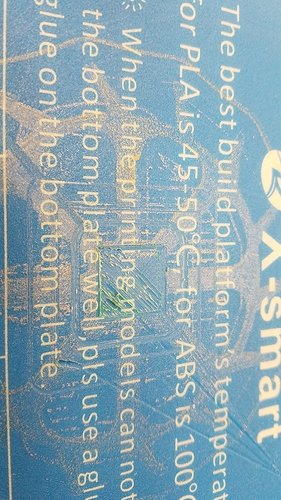 X-smart
The best build platform's tempera
for PLA is 45-50°C, for ABS is 100°C
When the printing models cannot
the bottom plate well, pls use a glu
glue on the bottom plate.